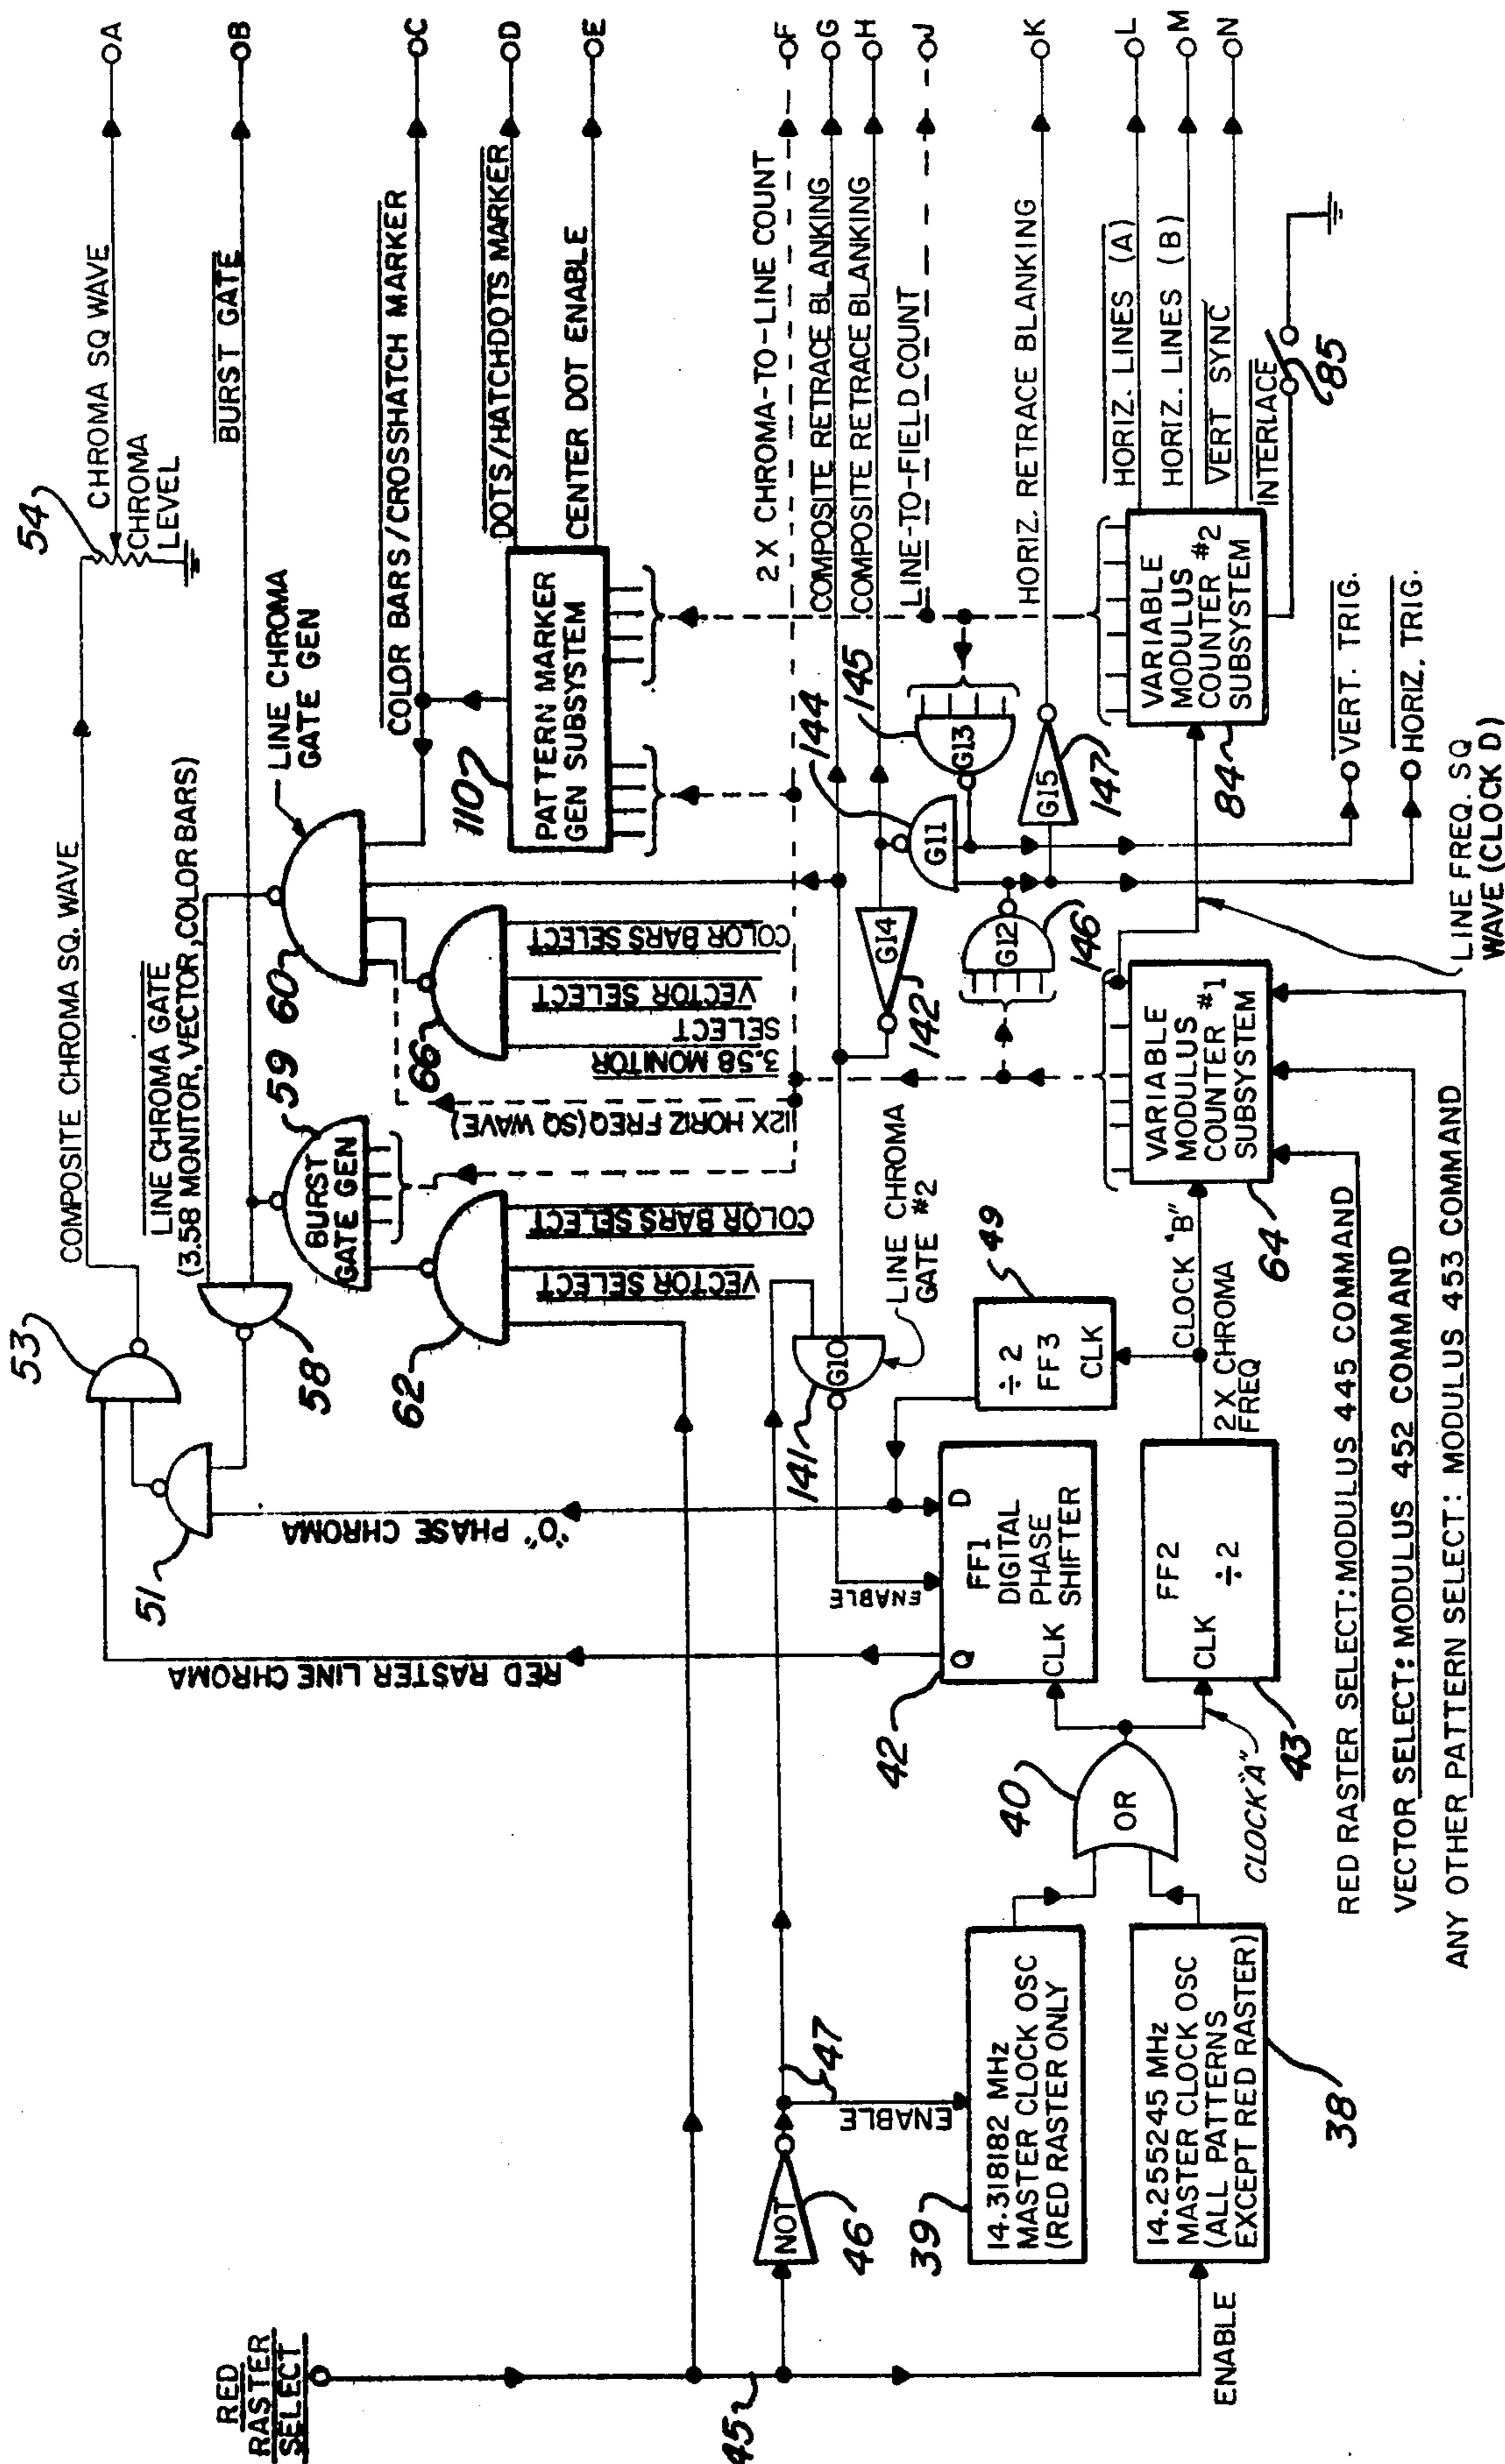 RED
RASTER
SELECT
45
NOT
46
47
ENABLE
39
14.318182 MHz
MASTER CLOCK OSC
(RED RASTER ONLY
14.255245 MHz
MASTER CLOCK OSC
(ALL PATTERNS
EXCEPT RED RASTER)
38
ENABLE
40
OR
CLOCK "A"
42
Q
D
FF1
DIGITAL
PHASE
SHIFTER
CLK
ENABLE
FF2
÷2
CLK
43
RED RASTER LINE CHROMA
"O" PHASE CHROMA
51
53
COMPOSITE CHROMA SQ. WAVE
54
CHROMA SQ WAVE
CHROMA
LEVEL
A
LINE CHROMA GATE
(3.58 MONITOR, VECTOR, COLOR BARS)
58
BURST GATE
B
59
BURST
GATE GEN
62
VECTOR SELECT
COLOR BARS SELECT
60
LINE CHROMA
GATE GEN
66
3.58 MONITOR
SELECT
VECTOR SELECT
COLOR BARS SELECT
112X HORIZ FREQ(SQ WAVE)
COLOR BARS/CROSSHATCH MARKER
C
110
PATTERN MARKER
GEN SUBSYSTEM
DOTS/HATCHDOTS MARKER
D
CENTER DOT ENABLE
E
2X CHROMA-TO-LINE COUNT
F
COMPOSITE RETRACE BLANKING
G
COMPOSITE RETRACE BLANKING
H
LINE-TO-FIELD COUNT
J
HORIZ. RETRACE BLANKING
K
141
G10
LINE CHROMA
GATE #2
49
÷2
FF3
CLK
G14
142
G11
144
G13
145
G12
146
G15
147
CLOCK "B"
2X CHROMA
FREQ
VARIABLE
MODULUS
COUNTER #1
SUBSYSTEM
64
VARIABLE
MODULUS
COUNTER #2
SUBSYSTEM
84
HORIZ. LINES (A)
L
HORIZ. LINES (B)
M
VERT SYNC
N
INTERLACE
85
VERT. TRIG.
HORIZ. TRIG.
LINE FREQ. SQ
WAVE (CLOCK D)
RED RASTER SELECT: MODULUS 445 COMMAND
VECTOR SELECT: MODULUS 452 COMMAND
ANY OTHER PATTERN SELECT: MODULUS 453 COMMAND